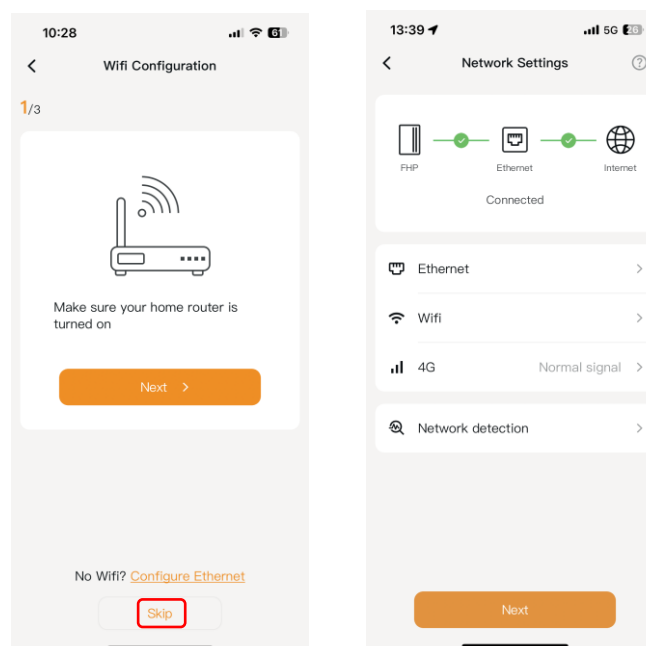 10:28
61
Wifi Configuration
1/3
Make sure your home router is
turned on
Next >
No Wifi? Configure Ethernet
Skip
13:39
5G 26
Network Settings
?
FHP
Ethernet
Internet
Connected
Ethernet
Wifi
4G
Normal signal
Network detection
Next